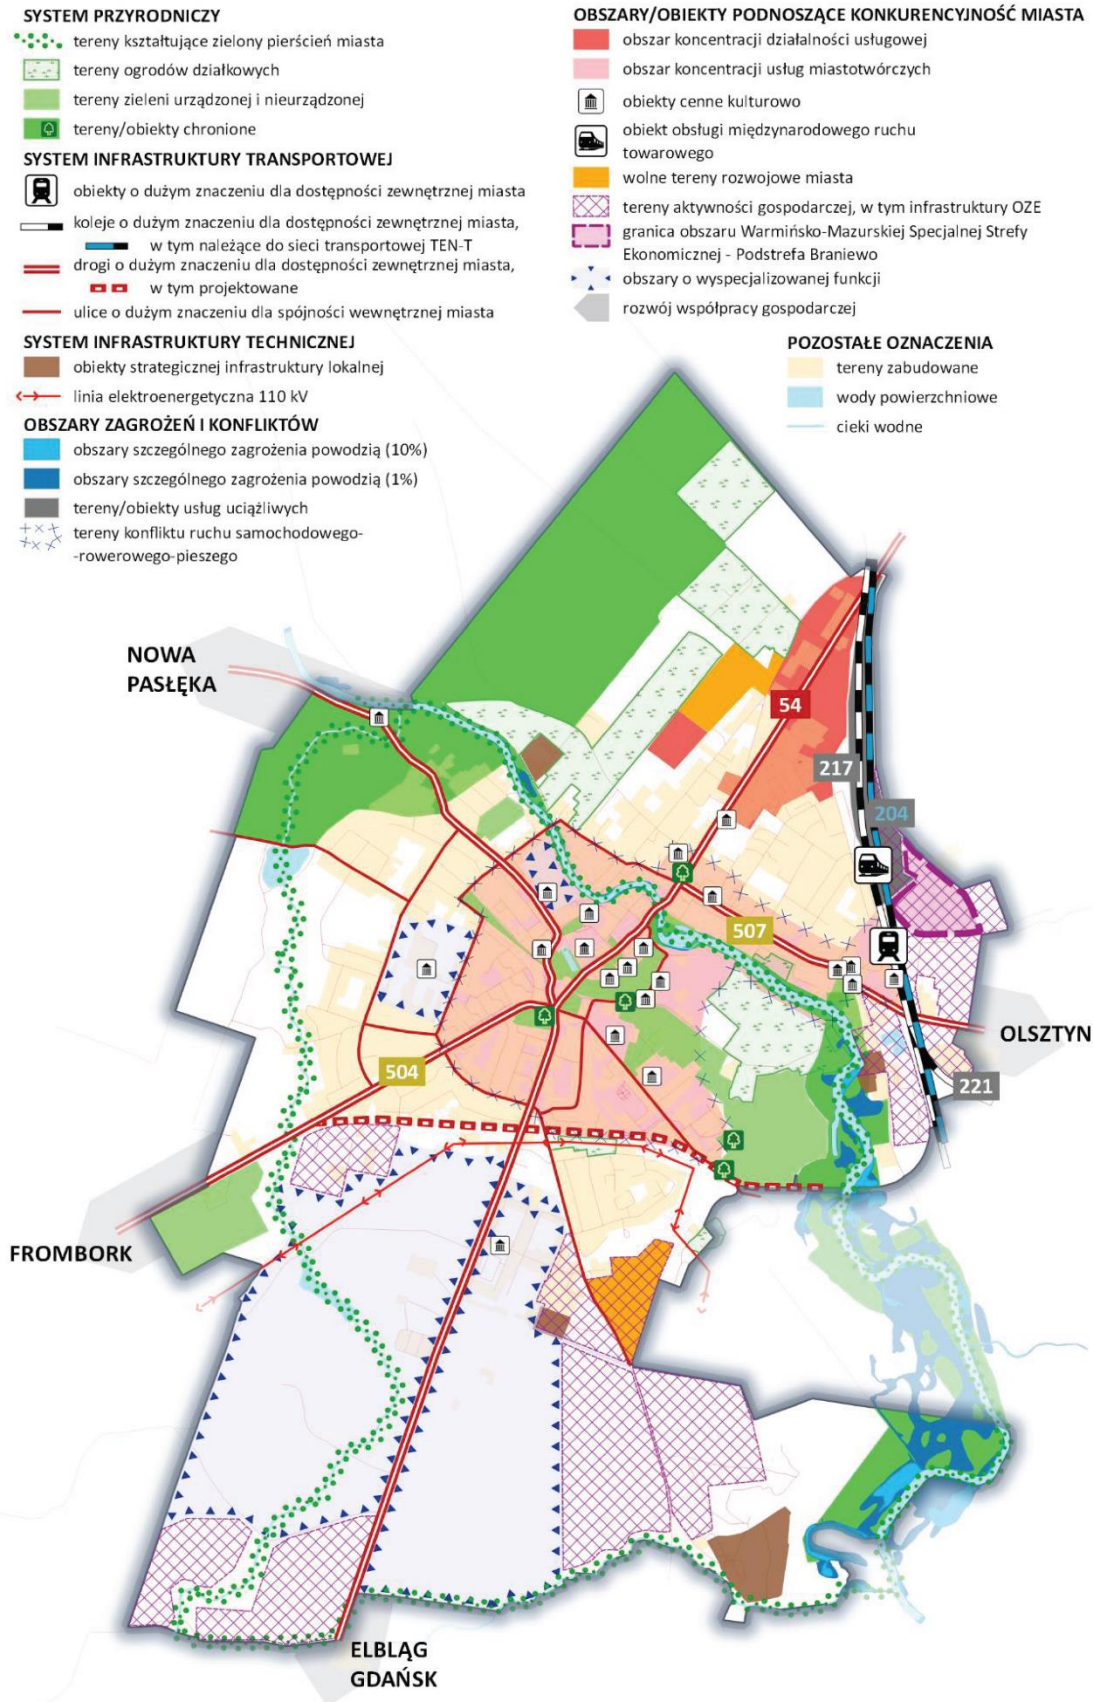 SYSTEM PRZYRODNICZY
tereny kształtujące zielony pierścień miasta
tereny ogrodów działkowych
tereny zieleni urządzonej i nieurządzonej
tereny/obiekty chronione
SYSTEM INFRASTRUKTURY TRANSPORTOWEJ
obiekty o dużym znaczeniu dla dostępności zewnętrznej miasta
koleje o dużym znaczeniu dla dostępności zewnętrznej miasta,
w tym należące do sieci transportowej TEN-T
drogi o dużym znaczeniu dla dostępności zewnętrznej miasta,
w tym projektowane
ulice o dużym znaczeniu dla spójności wewnętrznej miasta
SYSTEM INFRASTRUKTURY TECHNICZNEJ
obiekty strategicznej infrastruktury lokalnej
linia elektroenergetyczna 110 kV
OBSZARY ZAGROŻEŃ I KONFLIKTÓW
obszary szczególnego zagrożenia powodzią (10%)
obszary szczególnego zagrożenia powodzią (1%)
tereny/obiekty usług uciążliwych
tereny konfliktu ruchu samochodowego-
-rowerowego-pieszego
OBSZARY/OBIEKTY PODNOSZĄCE KONKURENCYJNOŚĆ MIASTA
obszar koncentracji działalności usługowej
obszar koncentracji usług miastotwórczych
obiekty cenne kulturowo
obiekt obsługi międzynarodowego ruchu
towarowego
wolne tereny rozwojowe miasta
tereny aktywności gospodarczej, w tym infrastruktury OZE
granica obszaru Warmińsko-Mazurskiej Specjalnej Strefy
Ekonomicznej - Podstrefa Braniewo
obszary o wyspecjalizowanej funkcji
rozwój współpracy gospodarczej
POZOSTAŁE OZNACZENIA
tereny zabudowane
wody powierzchniowe
cieki wodne
NOWA
PASŁĘKA
54
217
204
507
OLSZTYN
504
221
FROMBORK
ELBLĄG
GDAŃSK